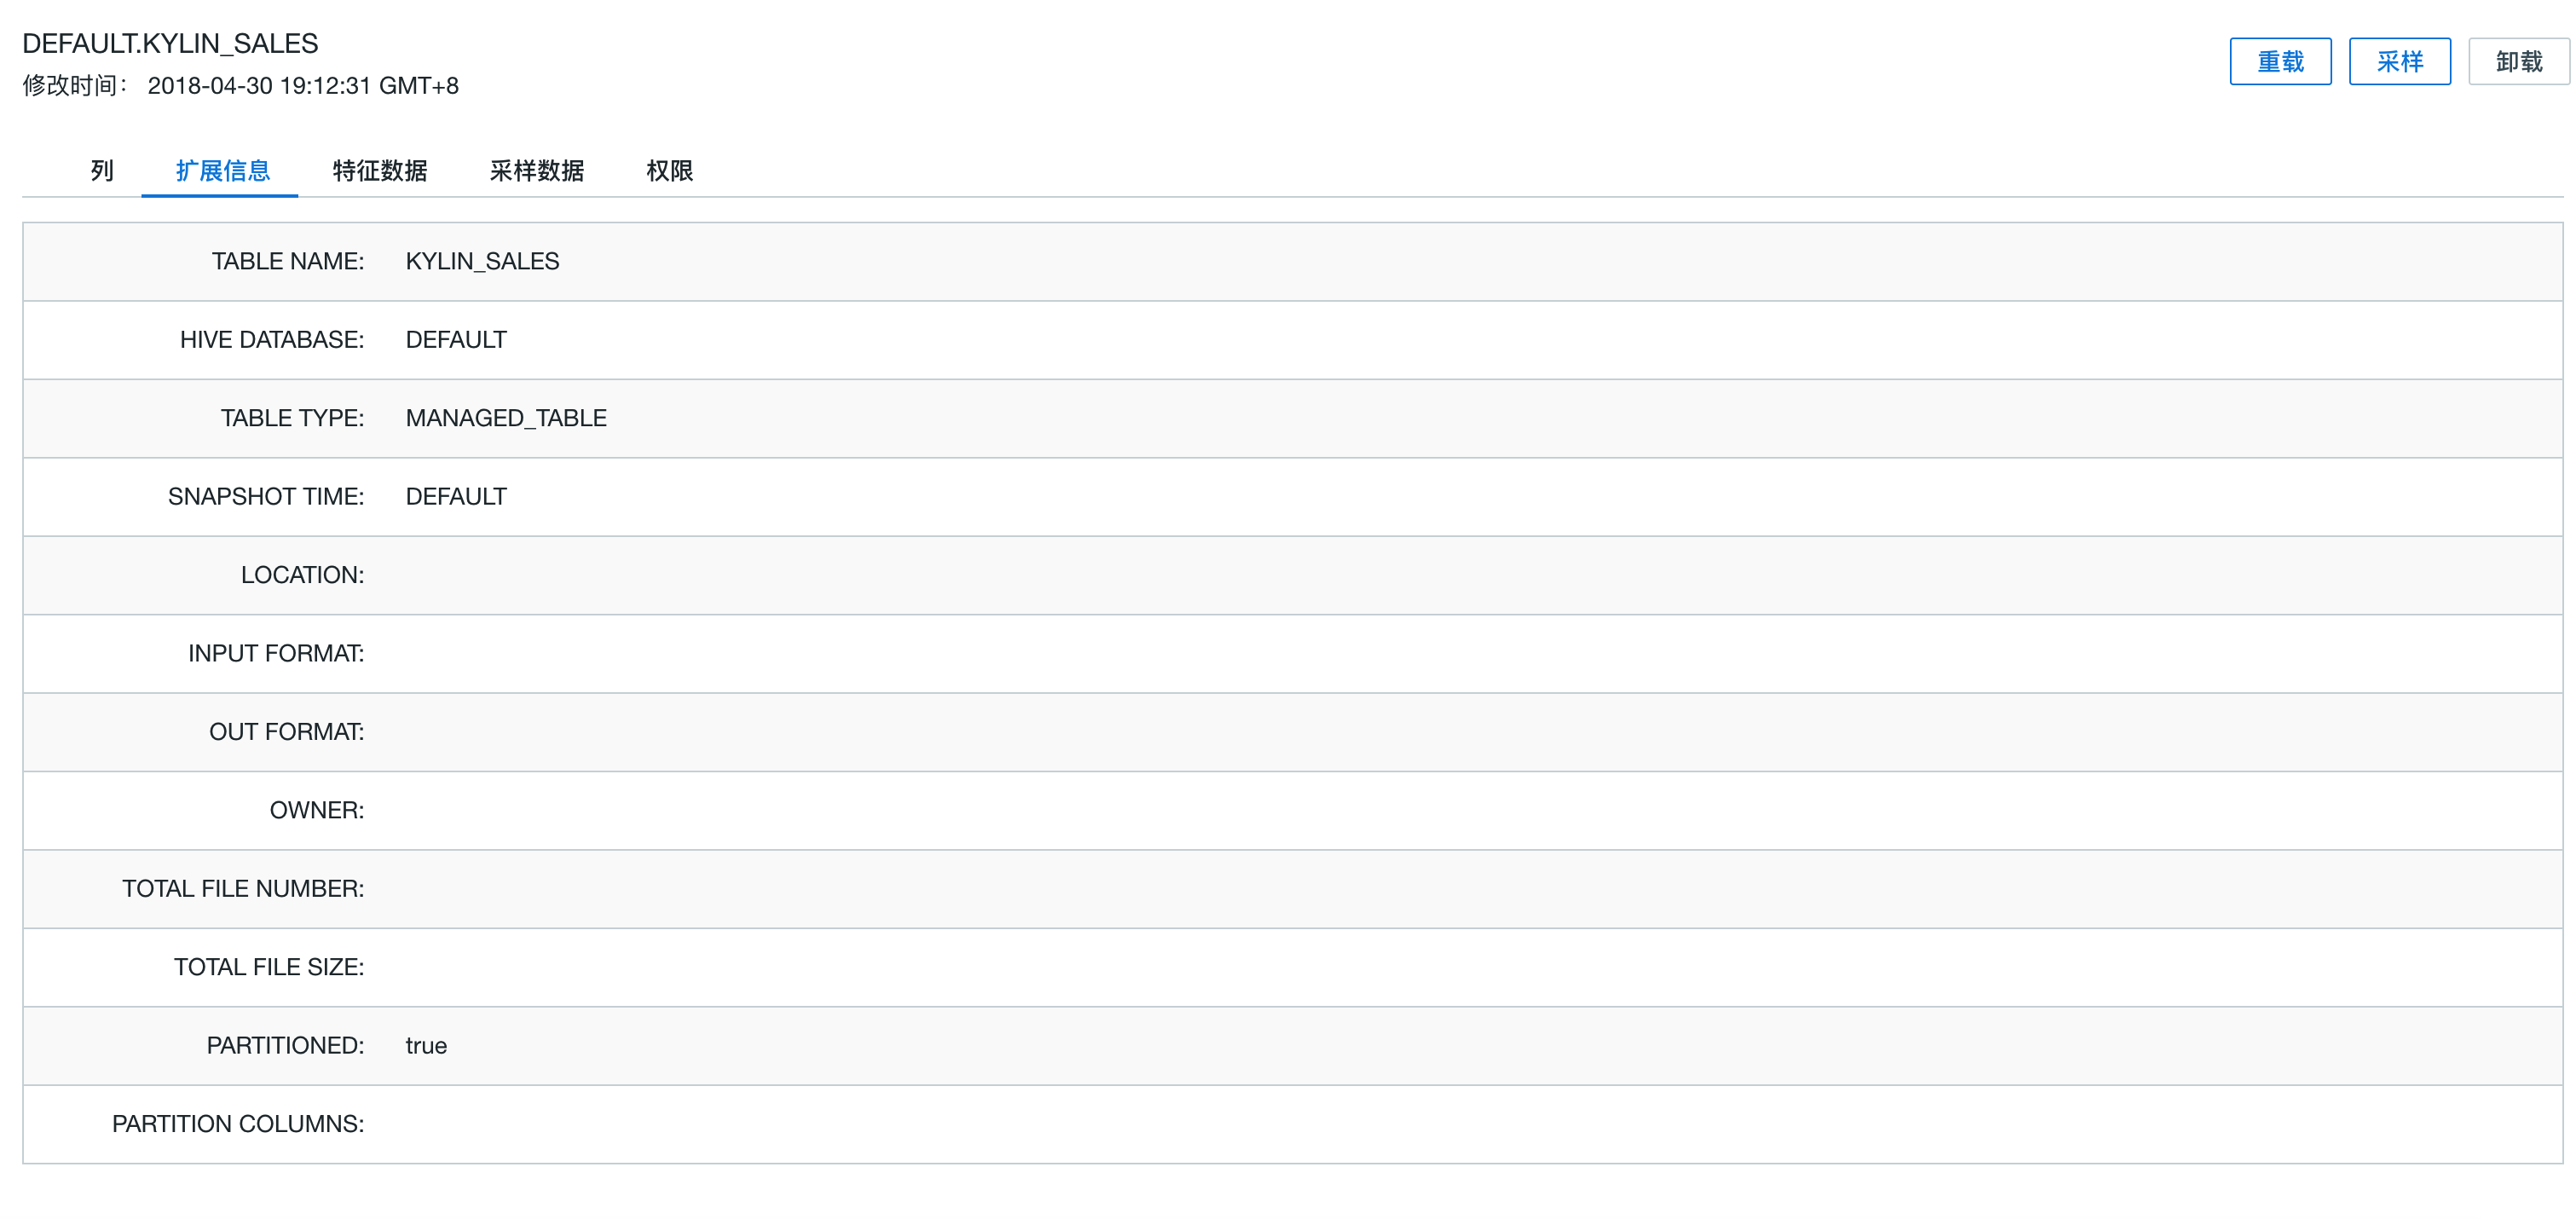 DEFAULT.KYLIN_SALES
修改时间： 2018-04-30 19:12:31 GMT+8
重载 采样 卸载
列 扩展信息 特征数据 采样数据 权限
TABLE NAME: KYLIN_SALES
HIVE DATABASE: DEFAULT
TABLE TYPE: MANAGED_TABLE
SNAPSHOT TIME: DEFAULT
LOCATION:
INPUT FORMAT:
OUT FORMAT:
OWNER:
TOTAL FILE NUMBER:
TOTAL FILE SIZE:
PARTITIONED: true
PARTITION COLUMNS: